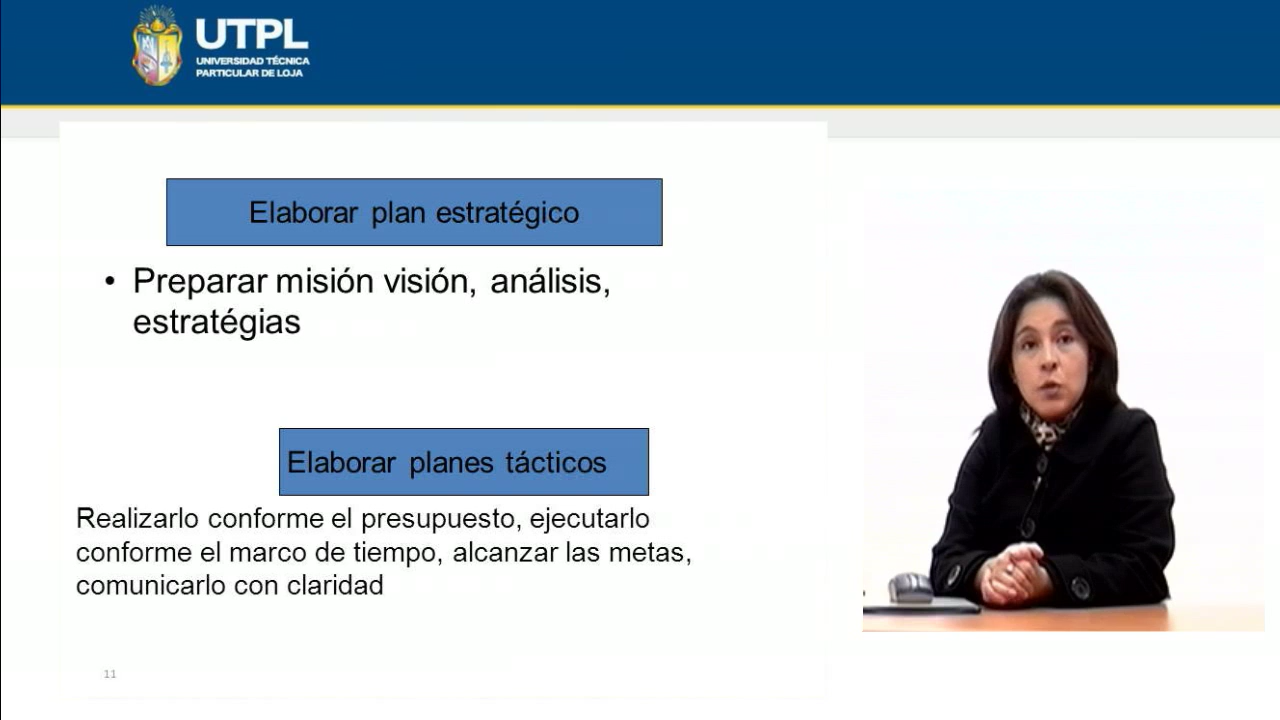 UTPL
UNIVERSIDAD TÉCNICA
PARTICULAR DE LOJA
Elaborar plan estratégico
• Preparar misión visión, análisis,
estratégias
Elaborar planes tácticos
Realizarlo conforme el presupuesto, ejecutarlo
conforme el marco de tiempo, alcanzar las metas,
comunicarlo con claridad
11